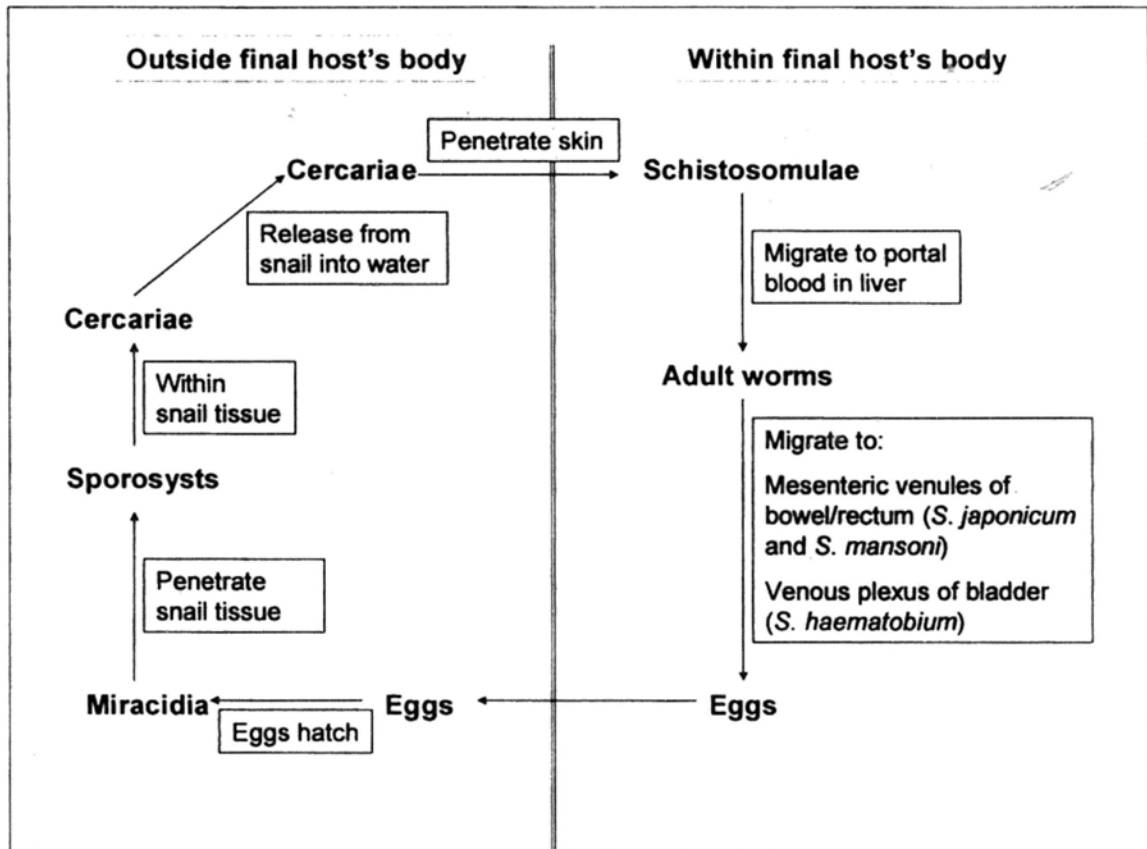 Outside final host's body
Within final host's body
Penetrate skin
Cercariae
Schistosomulae
Release from
snail into water
Migrate to portal
blood in liver
Cercariae
Adult worms
Within
snail tissue
Migrate to:
Mesenteric venules of
bowel/rectum (S. japonicum
and S. mansoni)
Sporosysts
Penetrate
snail tissue
Venous plexus of bladder
(S. haematobium)
Miracidia
Eggs
Eggs
Eggs hatch